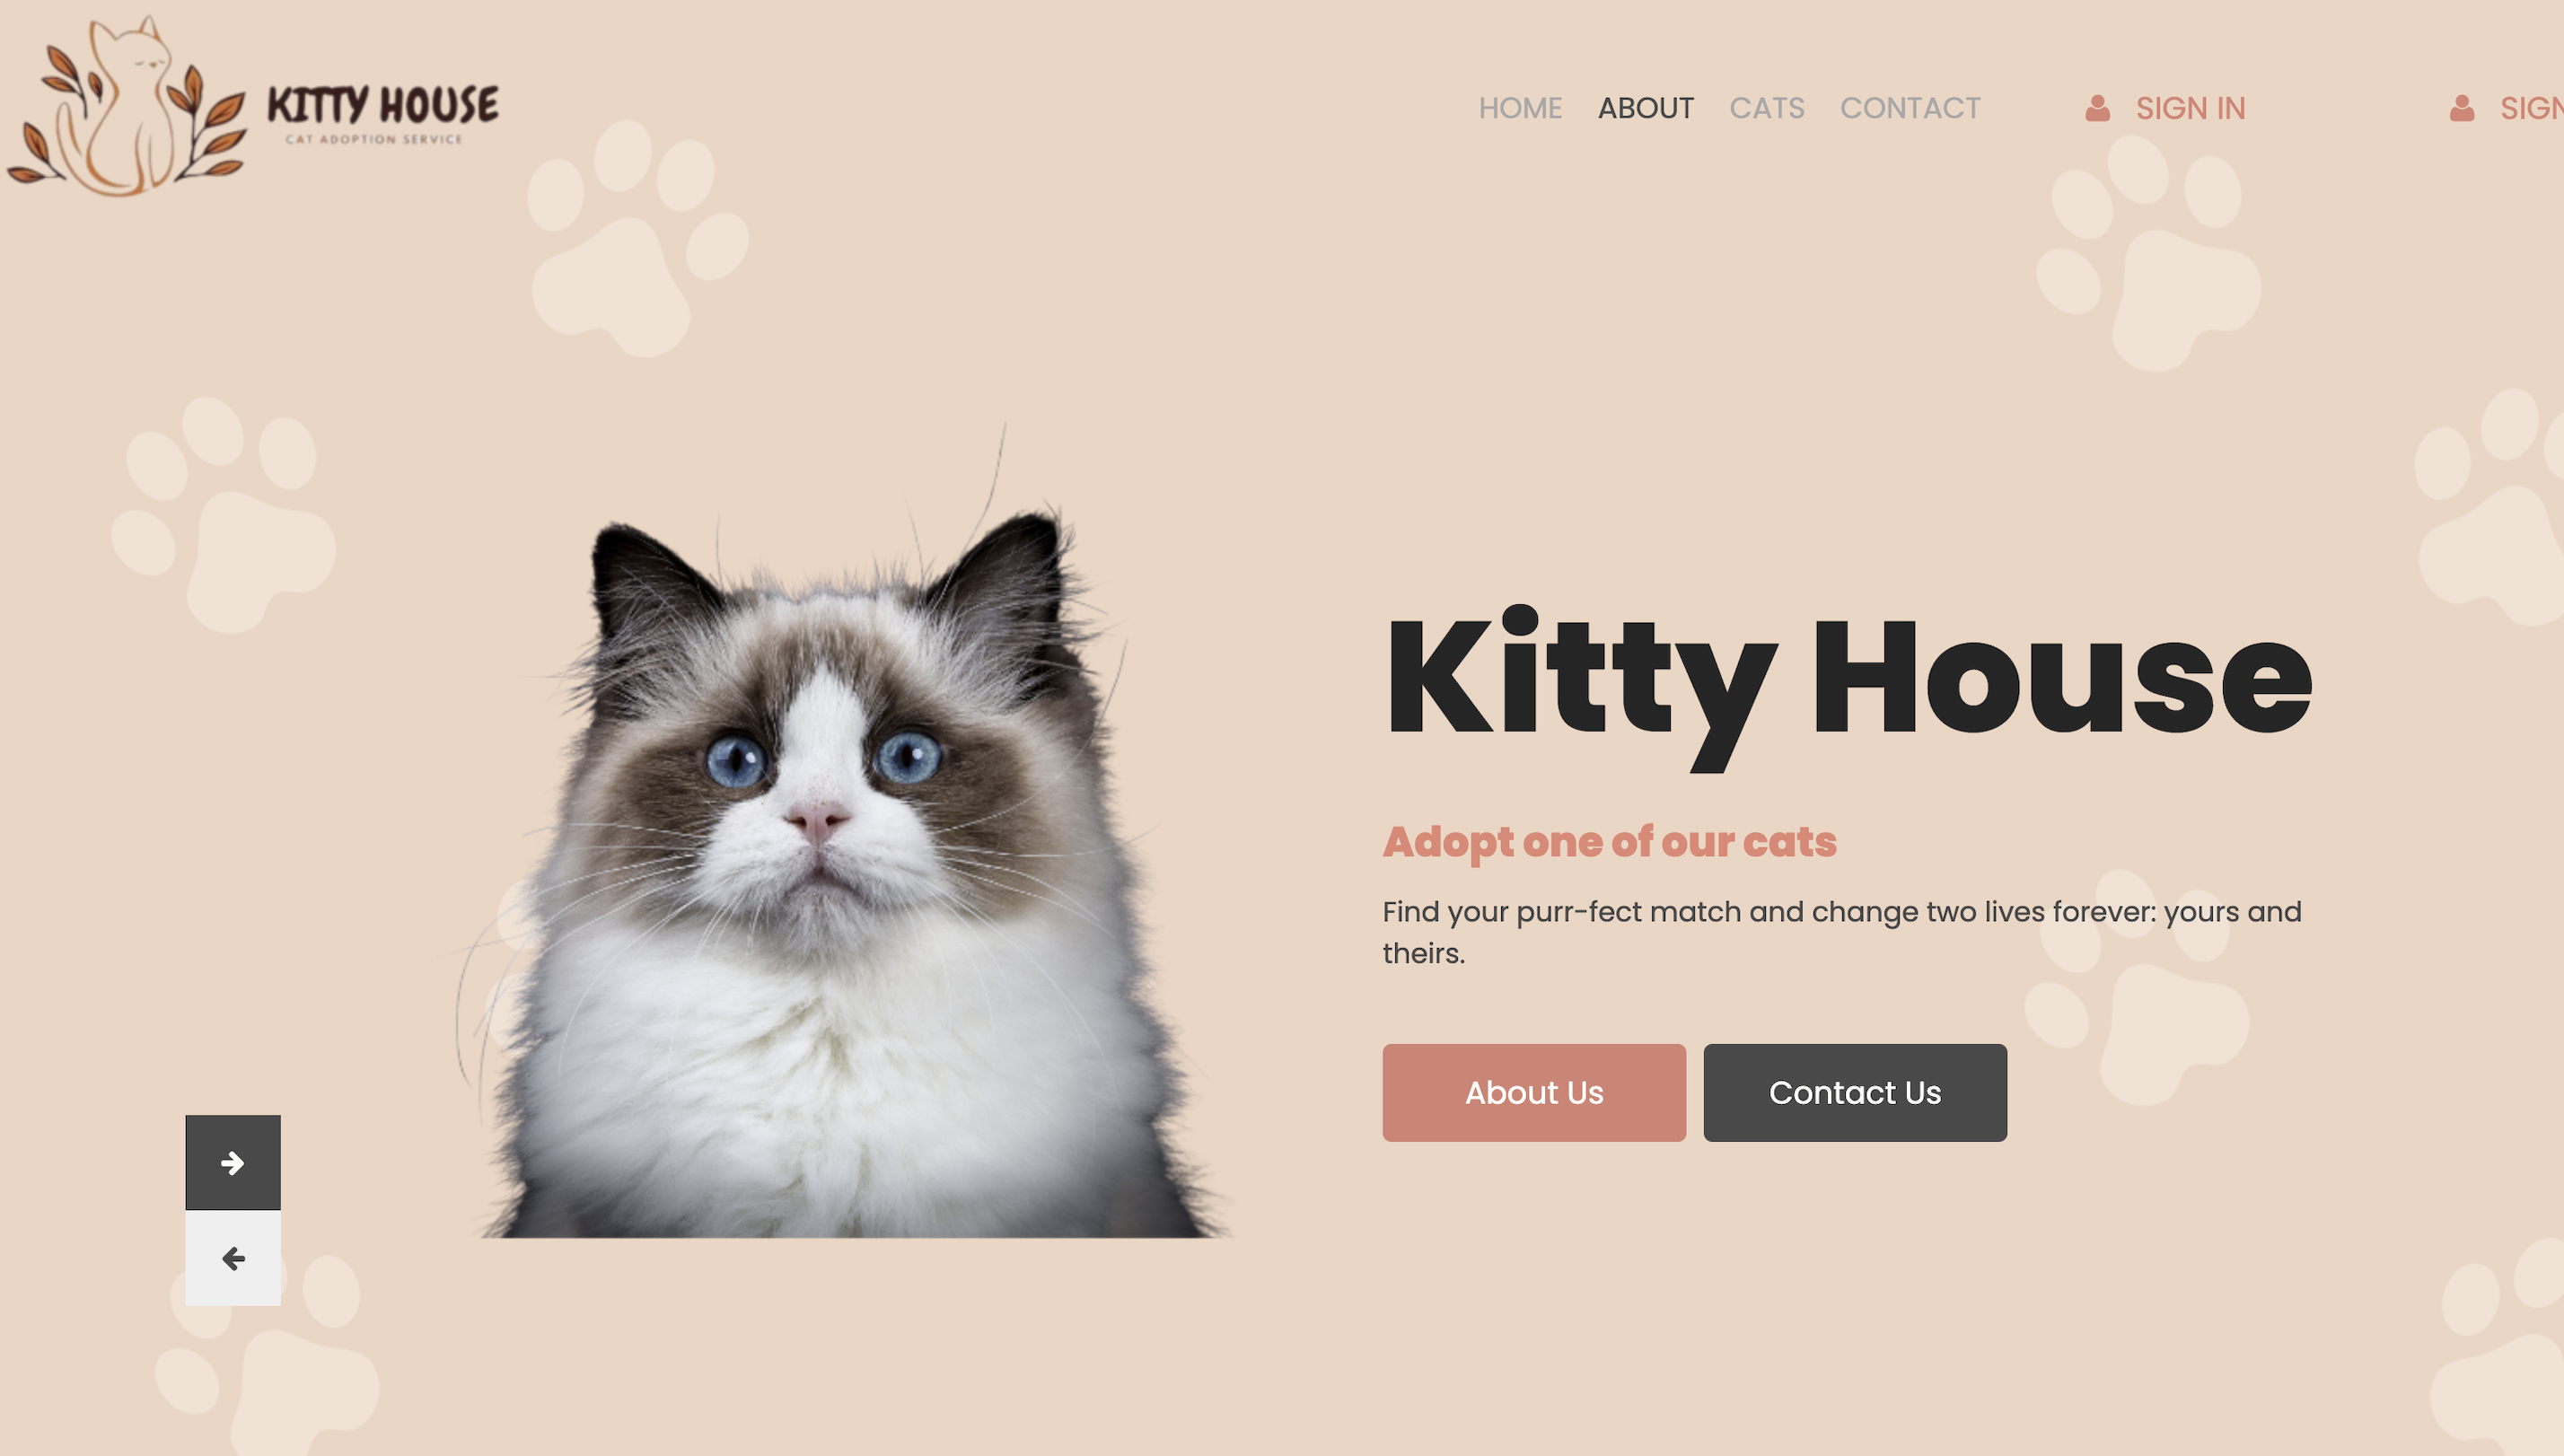 KITTY HOUSE
CAT ADOPTION SERVICE
HOME ABOUT CATS CONTACT SIGN IN SIGN
Kitty House
Adopt one of our cats
Find your purr-fect match and change two lives forever: yours and
theirs.
About Us Contact Us